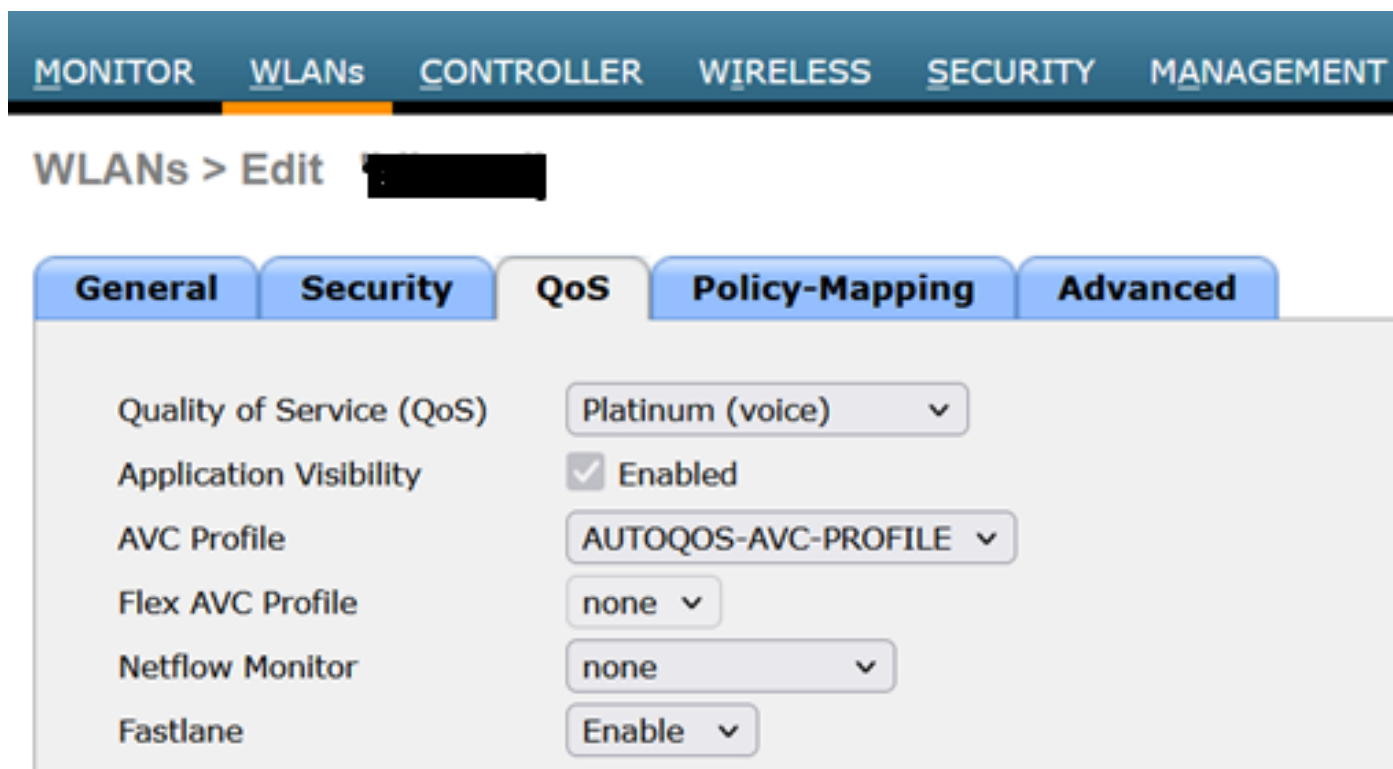 MONITOR WLANs CONTROLLER WIRELESS SECURITY MANAGEMENT
WLANs > Edit
General Security QoS Policy-Mapping Advanced
Quality of Service (QoS) Platinum (voice)
Application Visibility Enabled
AVC Profile AUTOQOS-AVC-PROFILE
Flex AVC Profile none
Netflow Monitor none
Fastlane Enable